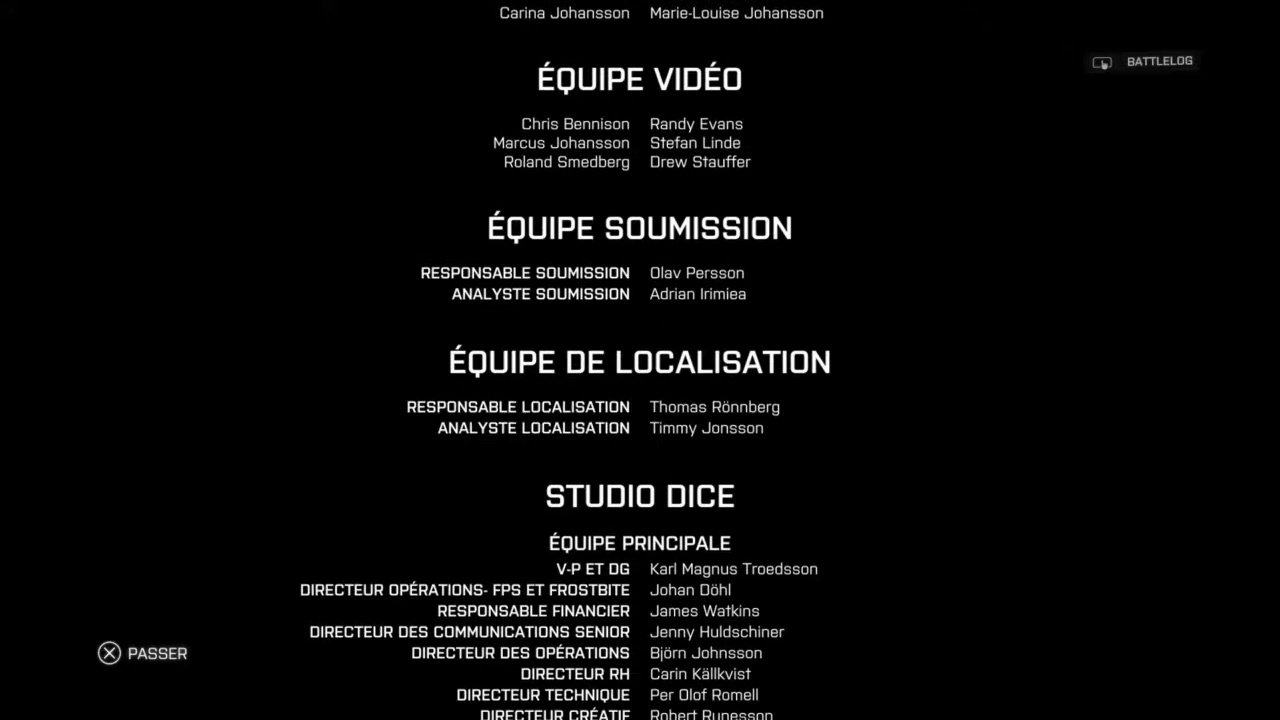 Carina Johansson Marie-Louise Johansson
BATTLELOG
ÉQUIPE VIDÉO
Chris Bennison Randy Evans
Marcus Johansson Stefan Linde
Roland Smedberg Drew Stauffer
ÉQUIPE SOUMISSION
RESPONSABLE SOUMISSION Olav Persson
ANALYSTE SOUMISSION Adrian Irimiea
ÉQUIPE DE LOCALISATION
RESPONSABLE LOCALISATION Thomas Rönnberg
ANALYSTE LOCALISATION Timmy Jonsson
STUDIO DICE
ÉQUIPE PRINCIPALE
V-P ET DG Karl Magnus Troedsson
DIRECTEUR OPÉRATIONS- FPS ET FROSTBITE Johan Döhl
RESPONSABLE FINANCIER James Watkins
DIRECTEUR DES COMMUNICATIONS SENIOR Jenny Huldschiner
DIRECTEUR DES OPÉRATIONS Björn Johnsson
PASSER
DIRECTEUR RH Carin Källkvist
DIRECTEUR TECHNIQUE Per Olof Romell
DIRECTEUR CRÉATIF Robert Runesson